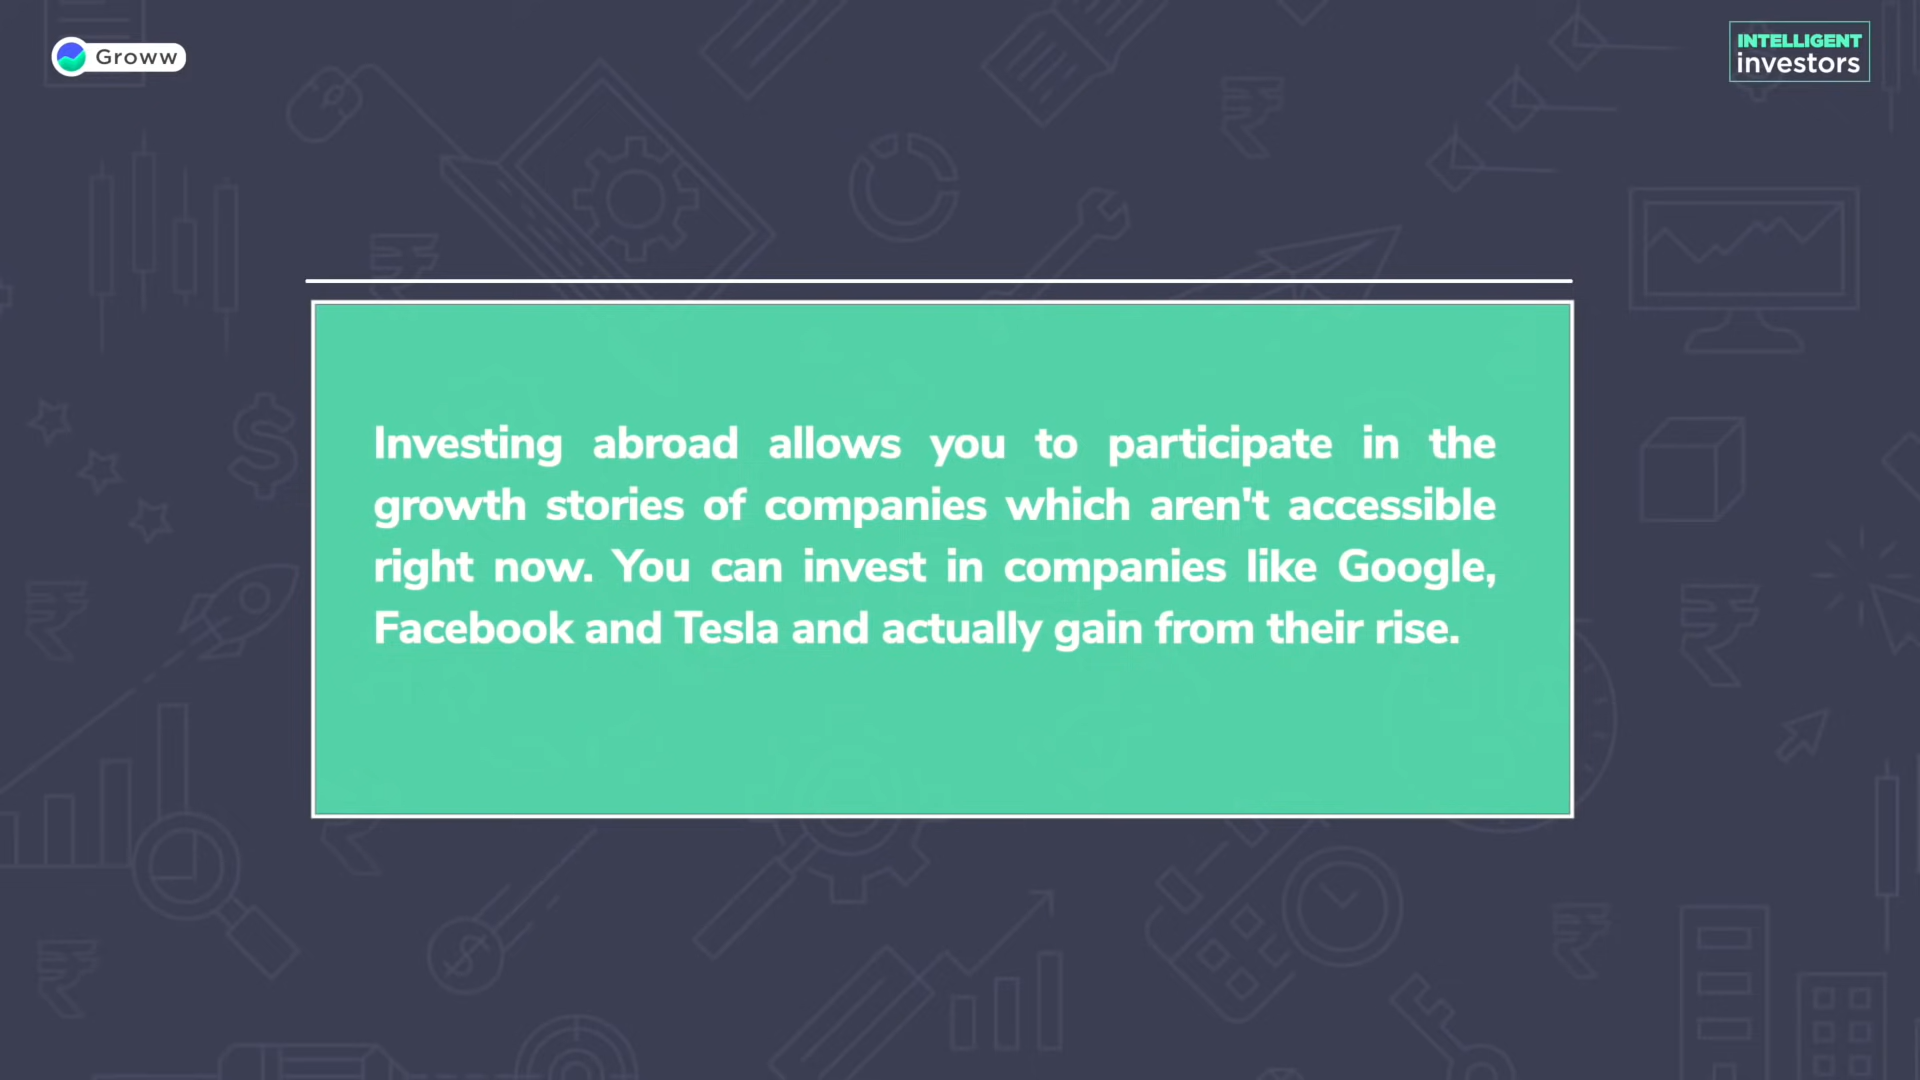 Groww
INTELLIGENT
investors
Investing abroad allows you to participate in the
growth stories of companies which aren't accessible
right now. You can invest in companies like Google,
Facebook and Tesla and actually gain from their rise.